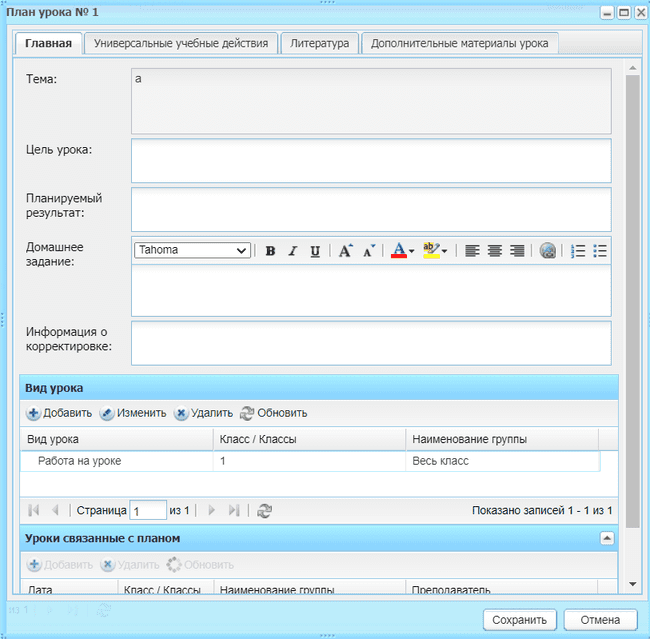 План урока № 1
Главная Универсальные учебные действия Литература Дополнительные материалы урока
Тема: а
Цель урока:
Планируемый
результат:
Домашнее
задание:
Tahoma B I U A A A ab
Информация о
корректировке:
Вид урока
Добавить Изменить Удалить Обновить
Вид урока Класс / Классы Наименование группы
Работа на уроке 1 Весь класс
Страница 1 из 1 Показано записей 1 - 1 из 1
Уроки связанные с планом
Добавить Удалить Обновить
Дата Класс / Классы Наименование группы Преподаватель
из 1
Сохранить Отмена